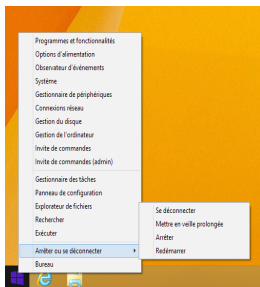 Programmes et fonctionnalités
Options d'alimentation
Observateur d'événements
Système
Gestionnaire de périphériques
Connexions réseau
Gestion du disque
Gestion de l'ordinateur
Invite de commandes
Invite de commandes (admin)
Gestionnaire des tâches
Panneau de configuration
Explorateur de fichiers
Rechercher
Exécuter
Arrêter ou se déconnecter
Bureau
Se déconnecter
Mettre en veille prolongée
Arrêter
Redémarrer